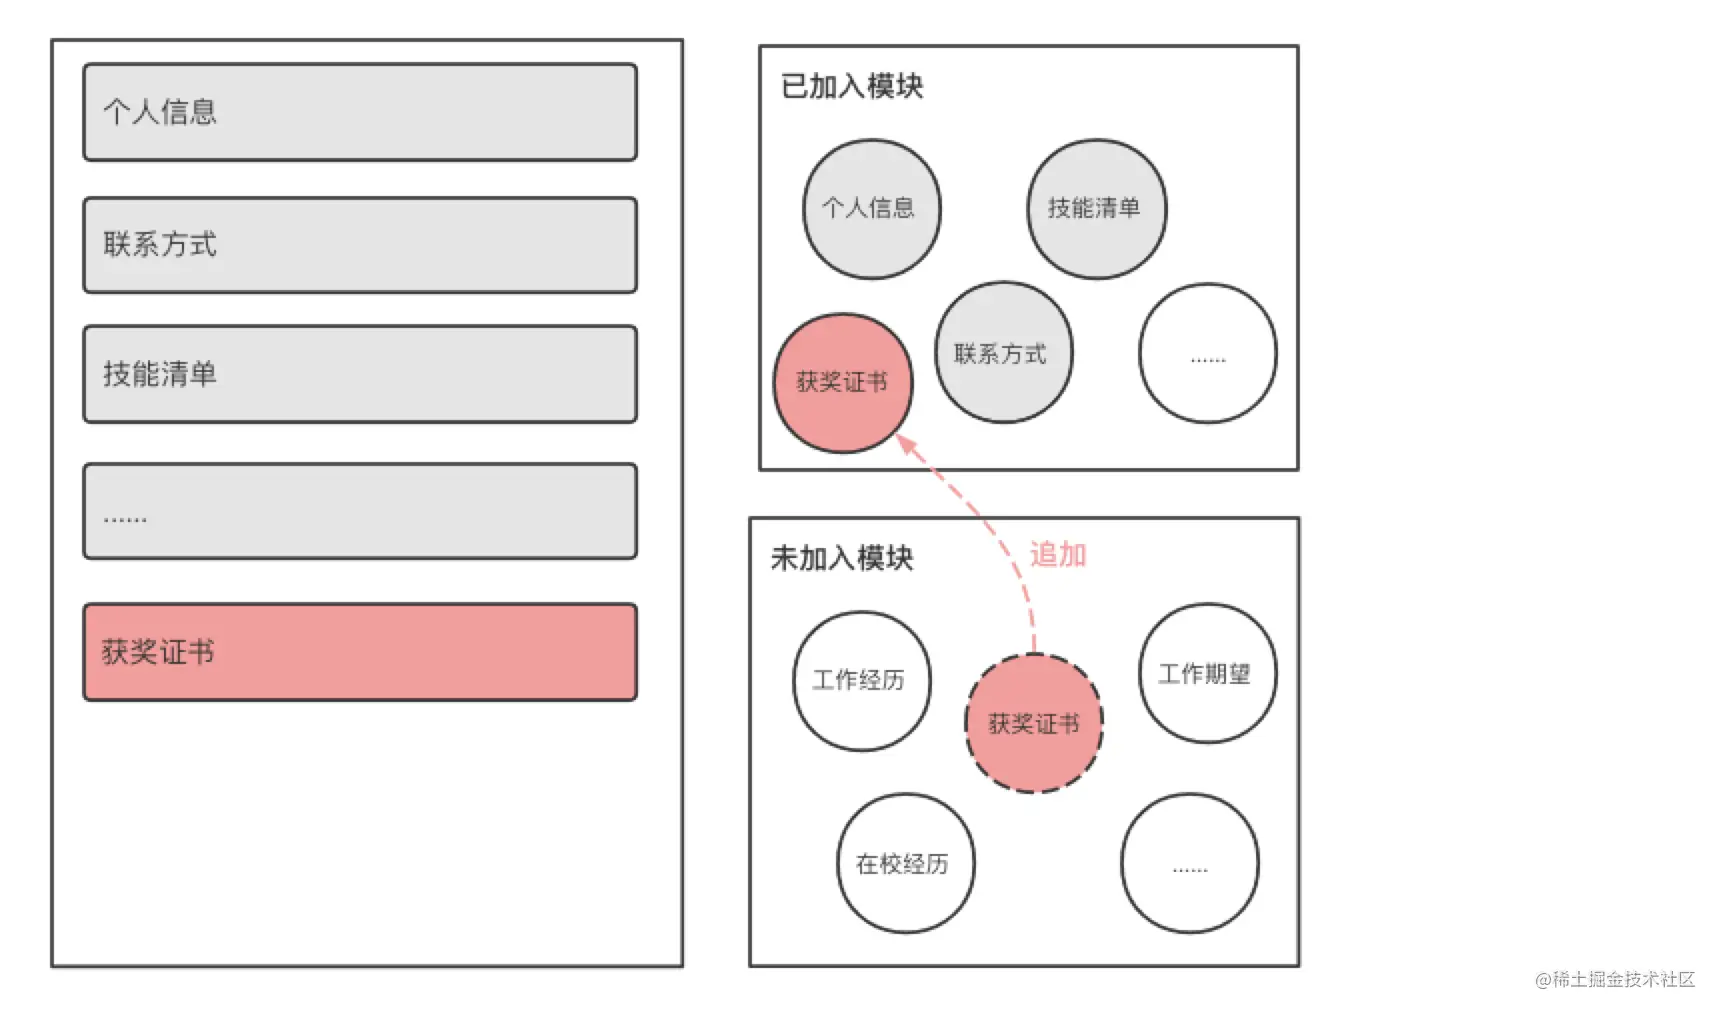 个人信息
联系方式
技能清单
......
获奖证书
已加入模块
个人信息
技能清单
获奖证书
联系方式
......
未加入模块
追加
工作经历
获奖证书
工作期望
在校经历
......
@稀土掘金技术社区